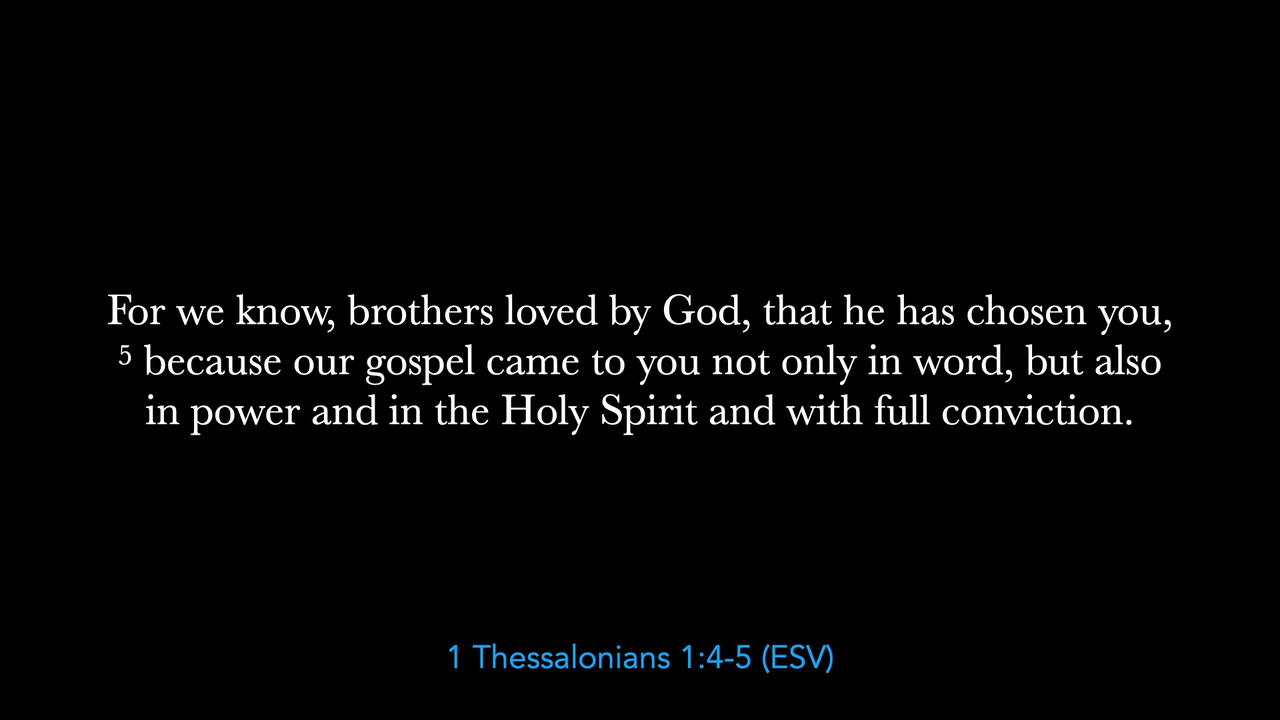 For we know, brothers loved by God, that he has chosen you,
5 because our gospel came to you not only in word, but also
in power and in the Holy Spirit and with full conviction.
1 Thessalonians 1:4-5 (ESV)